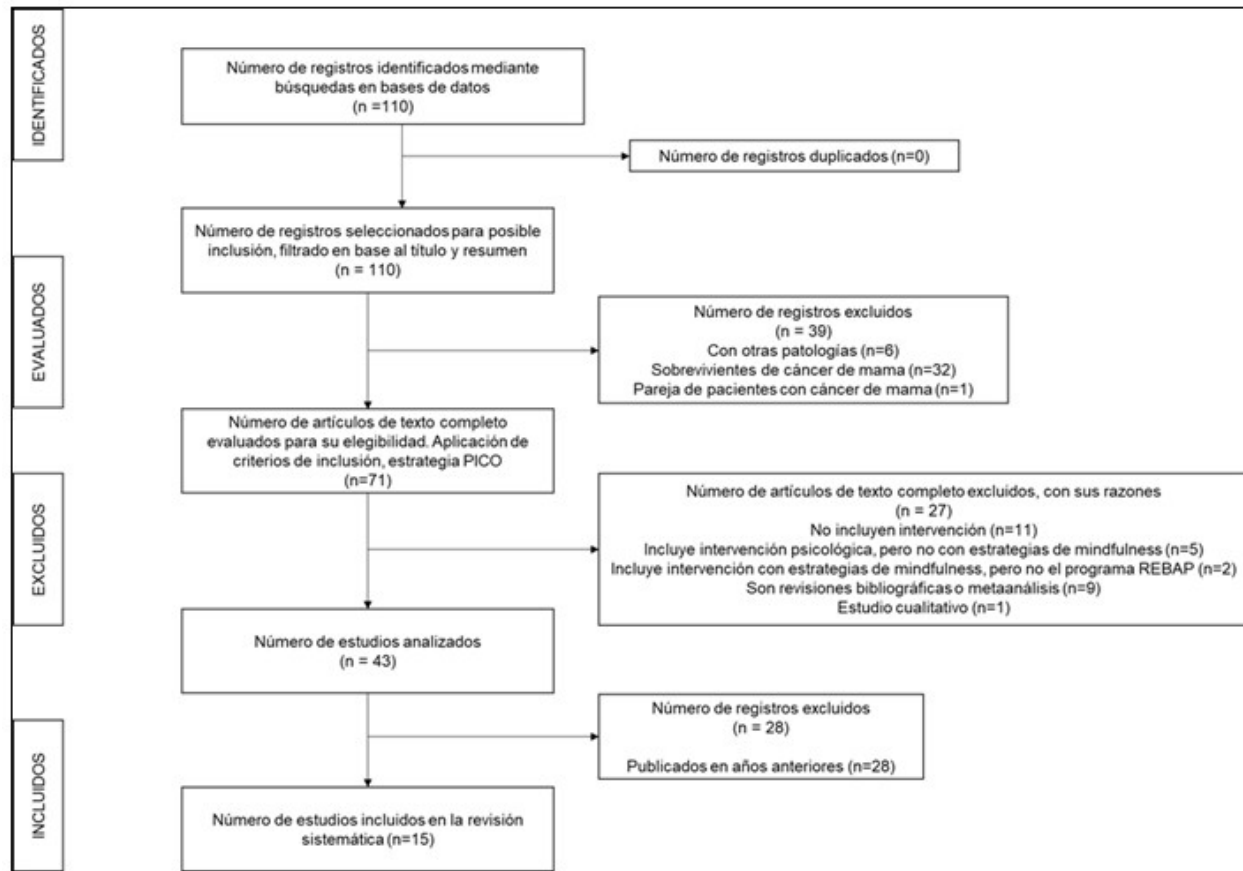 IDENTIFICADOS
Número de registros identificados mediante
búsquedas en bases de datos
(n =110)
Número de registros duplicados (n=0)
EVALUADOS
Número de registros seleccionados para posible
inclusión, filtrado en base al título y resumen
(n = 110)
Número de registros excluidos
(n = 39)
Con otras patologías (n=6)
Sobrevivientes de cáncer de mama (n=32)
Pareja de pacientes con cáncer de mama (n=1)
Número de artículos de texto completo
evaluados para su elegibilidad. Aplicación de
criterios de inclusión, estrategia PICO
(n=71)
EXCLUIDOS
Número de artículos de texto completo excluidos, con sus razones
(n = 27)
No incluyen intervención (n=11)
Incluye intervención psicológica, pero no con estrategias de mindfulness (n=5)
Incluye intervención con estrategias de mindfulness, pero no el programa REBAP (n=2)
Son revisiones bibliográficas o metaanálisis (n=9)
Estudio cualitativo (n=1)
Número de estudios analizados
(n = 43)
Número de registros excluidos
(n = 28)
Publicados en años anteriores (n=28)
INCLUIDOS
Número de estudios incluidos en la revisión
sistemática (n=15)